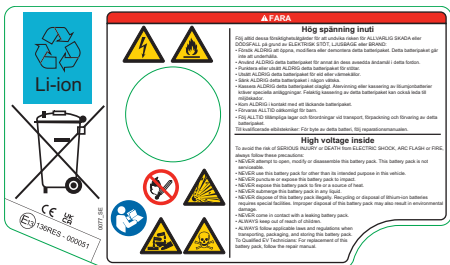 FARA
Hög spänning inuti
Följ alltid dessa försiktighetsåtgärder för att undvika risken för ALLVARLIG SKADA eller
DÖDSFALL på grund av ELEKTRISK STÖT, LJUSBÅGE eller BRAND:
• Försök ALDRIG att öppna, modifiera eller demontera detta batteripaket. Detta batteripaket går
inte att underhålla.
• Använd ALDRIG detta batteripaket för annat än dess avsedda ändamål i detta fordon.
• Punktera eller utsätt ALDRIG detta batteripaket för stötar.
• Utsätt ALDRIG detta batteripaket för eld eller värmekällor.
• Sänk ALDRIG detta batteripaket i någon vätska.
• Kassera ALDRIG detta batteripaket olagligt. Återvinning eller kassering av litiumjonbatterier
kräver speciella anläggningar. Felaktig kassering av detta batteripaket kan också leda till
miljöskador.
• Kom ALDRIG i kontakt med ett läckande batteripaket.
• Förvaras ALLTID oåtkomligt för barn.
• Följ ALLTID tillämpliga lagar och förordningar vid transport, förpackning och förvaring av detta
batteripaket.
Till kvalificerade elbilstekniker: För byte av detta batteri, följ reparationsmanualen.
High voltage inside
To avoid the risk of SERIOUS INJURY or DEATH from ELECTRIC SHOCK, ARC FLASH or FIRE,
always follow these precautions:
• NEVER attempt to open, modify or disassemble this battery pack. This battery pack is not
serviceable.
• NEVER use this battery pack for other than its intended purpose in this vehicle.
• NEVER puncture or expose this battery pack to impact.
• NEVER expose this battery pack to fire or a source of heat.
• NEVER submerge this battery pack in any liquid.
• NEVER dispose of this battery pack illegally. Recycling or disposal of lithium-ion batteries
requires special facilities. Improper disposal of this battery pack may also result in environmental
damage.
• NEVER come in contact with a leaking battery pack.
• ALWAYS keep out of reach of children.
• ALWAYS follow applicable laws and regulations when
transporting, packaging, and storing this battery pack.
To Qualified EV Technicians: For replacement of this
battery pack, follow the repair manual.
Li-ion
CE UK CA
0077_SE
E13 136RES - 000051